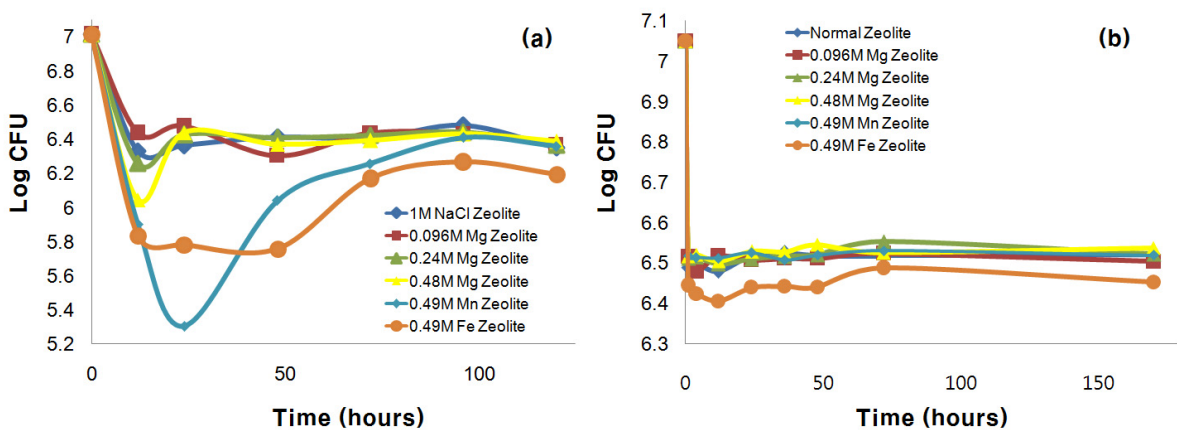 (a)
Log CFU
7
6.8
6.6
6.4
6.2
6
5.8
5.6
5.4
5.2
0
50
100
Time (hours)
1M NaCl Zeolite
0.096M Mg Zeolite
0.24M Mg Zeolite
0.48M Mg Zeolite
0.49M Mn Zeolite
0.49M Fe Zeolite
(b)
Log CFU
7.1
7
6.9
6.8
6.7
6.6
6.5
6.4
6.3
0
50
100
150
Time (hours)
Normal Zeolite
0.096M Mg Zeolite
0.24M Mg Zeolite
0.48M Mg Zeolite
0.49M Mn Zeolite
0.49M Fe Zeolite